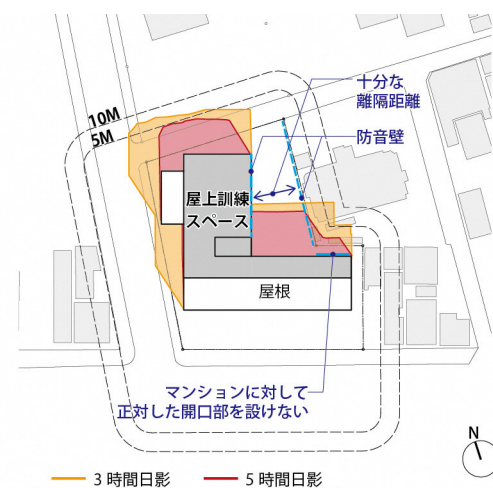 十分な
離隔距離
防音壁
10M
5M
屋上訓練
スペース
屋根
マンションに対して
正対した開口部を設けない
N
3 時間日影
5 時間日影